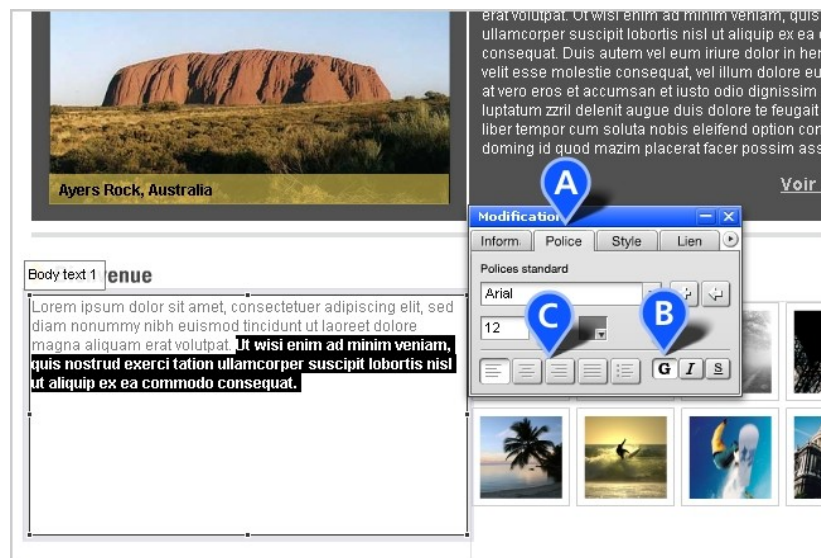 erat volutpat. Ut wisi enim ad minim veniam, quis
ullamcorper suscipit lobortis nisl ut aliquip ex ea
consequat. Duis autem vel eum iriure dolor in
velit esse molestie consequat, vel illum dolore eu
at vero eros et accumsan et iusto odio dignissim
luptatum zzril delenit augue duis dolore te feugait
liber tempor cum soluta nobis eleifend option
doming id quod mazim placerat facer possim
Voir
Ayers Rock, Australia
A
Modification
Inform.
Police
Style
Lien
Polices standard
Arial
12
C
B
G I S
Body text 1
Lorem ipsum dolor sit amet, consectetuer adipiscing elit, sed
diam nonummy nibh euismod tincidunt ut laoreet dolore
magna aliquam erat volutpat. Ut wisi enim ad minim veniam,
quis nostrud exerci tation ullamcorper suscipit lobortis nisl
ut aliquip ex ea commodo consequat.